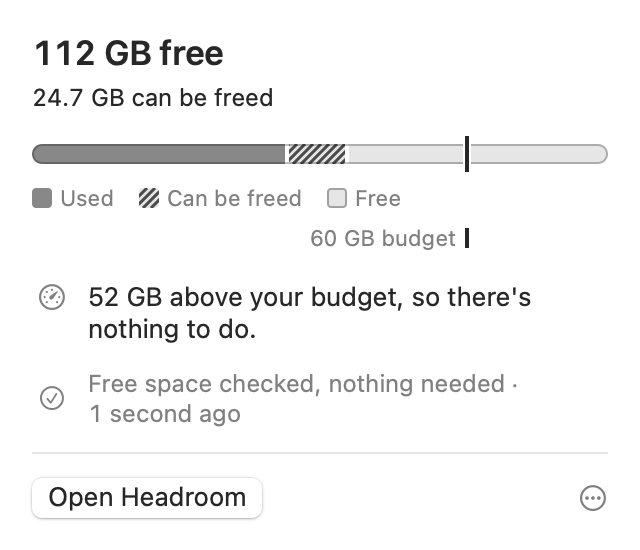 112 GB free
24.7 GB can be freed
Used Can be freed Free
60 GB budget
52 GB above your budget, so there's
nothing to do.
Free space checked, nothing needed ·
1 second ago
Open Headroom